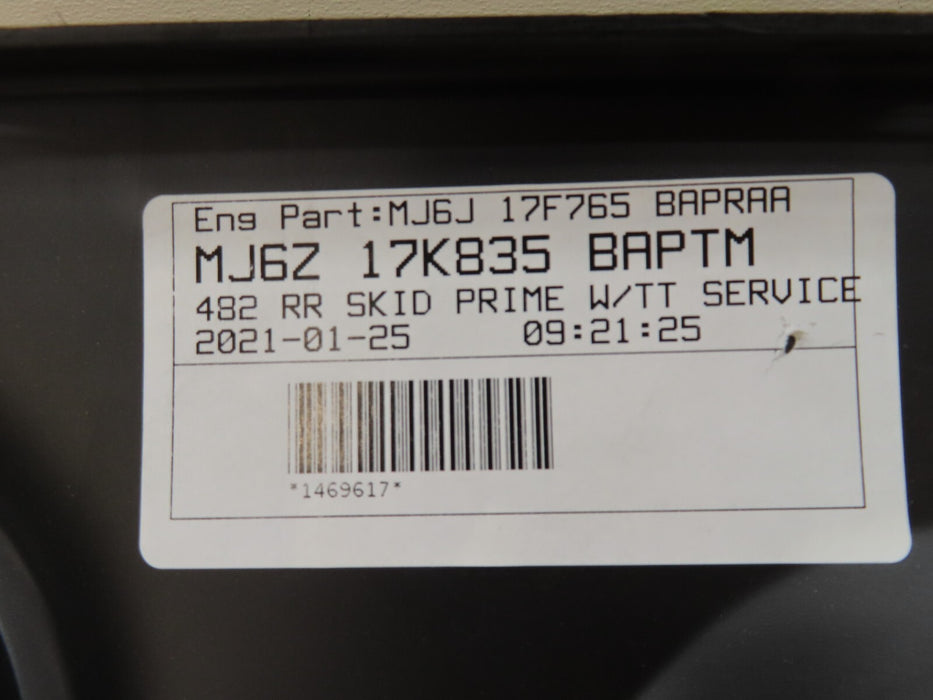 Eng Part:MJ6J 17F765 BAPRAA
MJ6Z 17K835 BAPTM
482 RR SKID PRIME W/TT SERVICE
2021-01-25 09:21:25
*1469617*